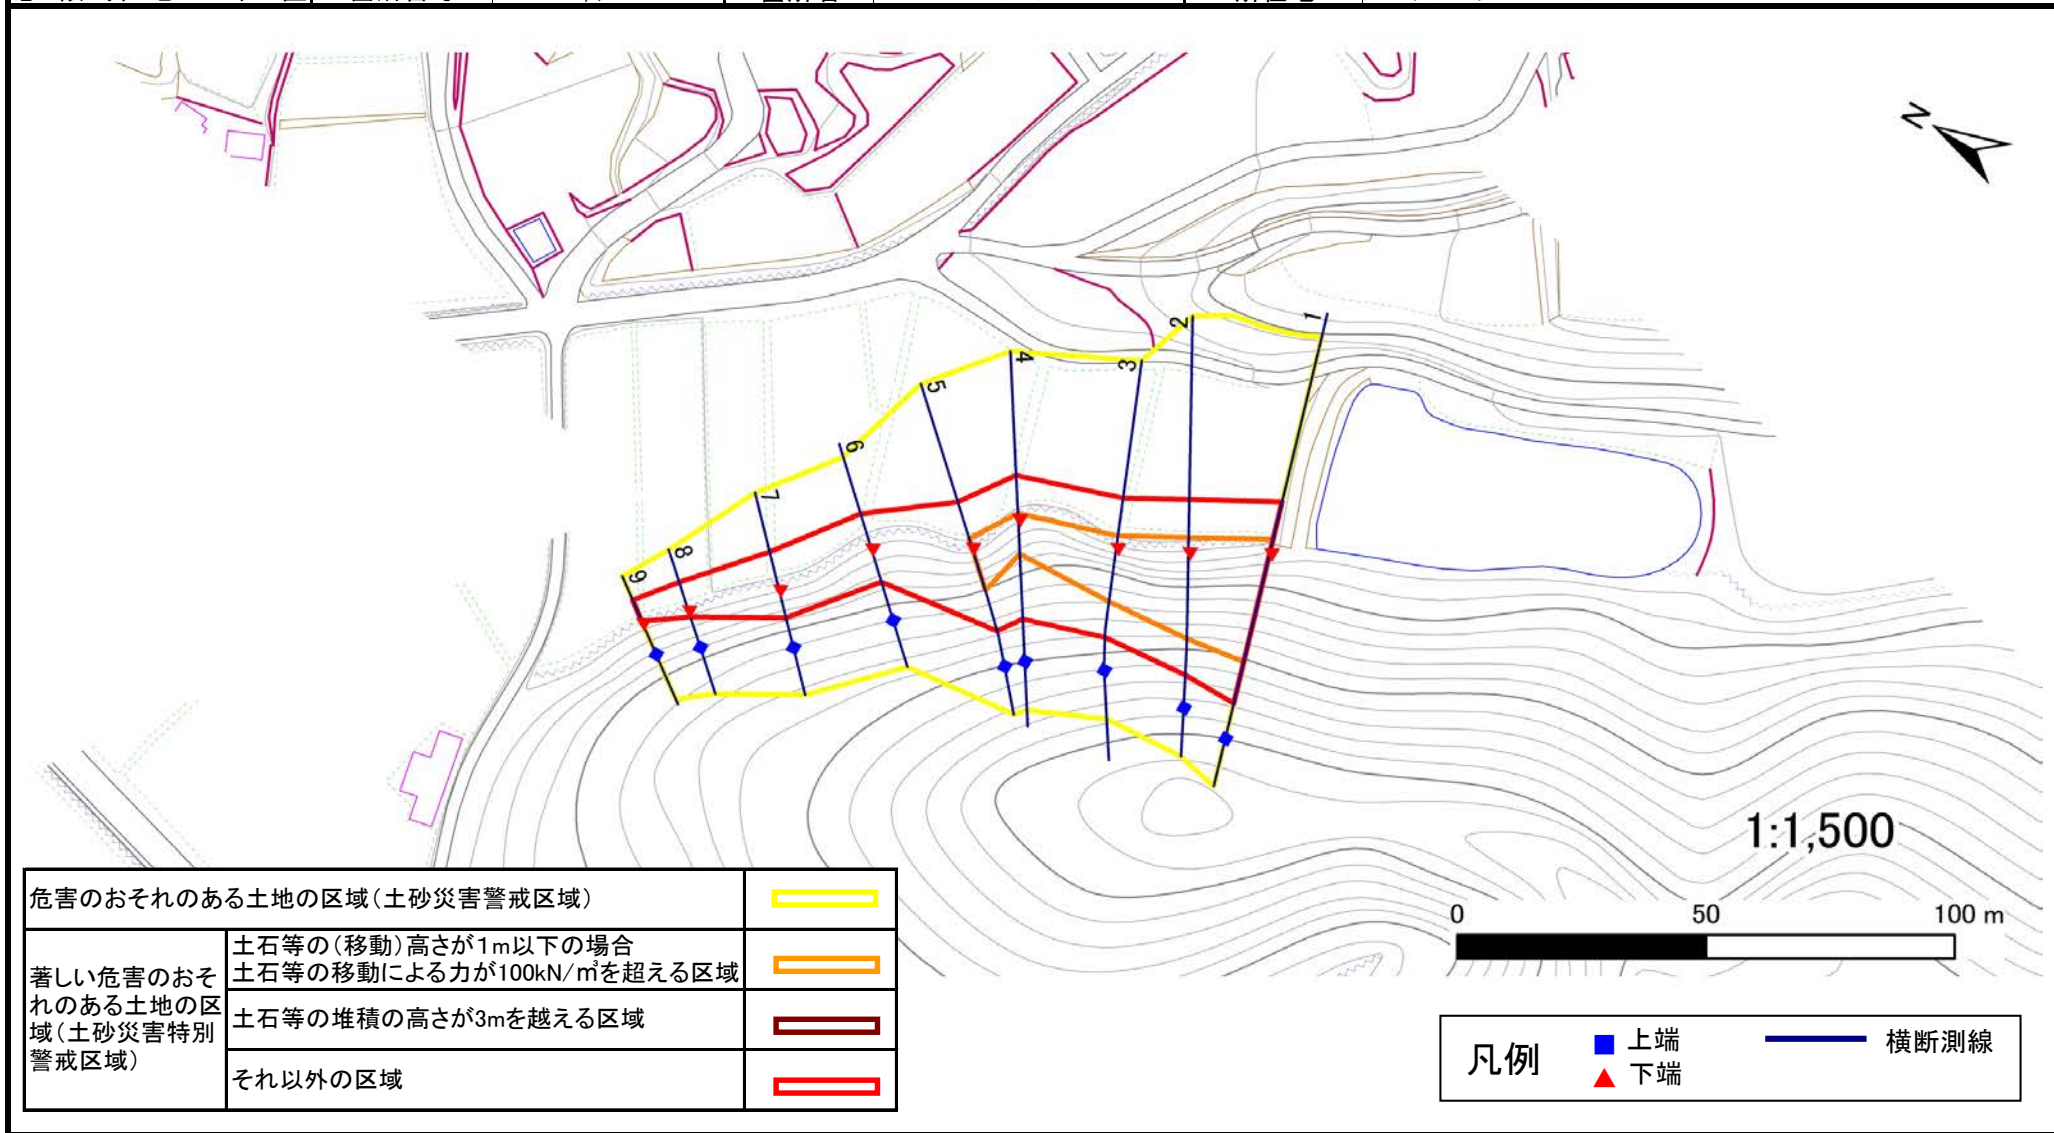 N
1
2
3
4
5
6
7
8
9
1:1,500
0 50 100 m
危害のおそれのある土地の区域(土砂災害警戒区域)
著しい危害のおそ
れのある土地の区
域(土砂災害特別
警戒区域)
土石等の(移動)高さが1m以下の場合
土石等の移動による力が100kN/㎡を超える区域
土石等の堆積の高さが3mを越える区域
それ以外の区域
凡例
上端
下端
横断測線